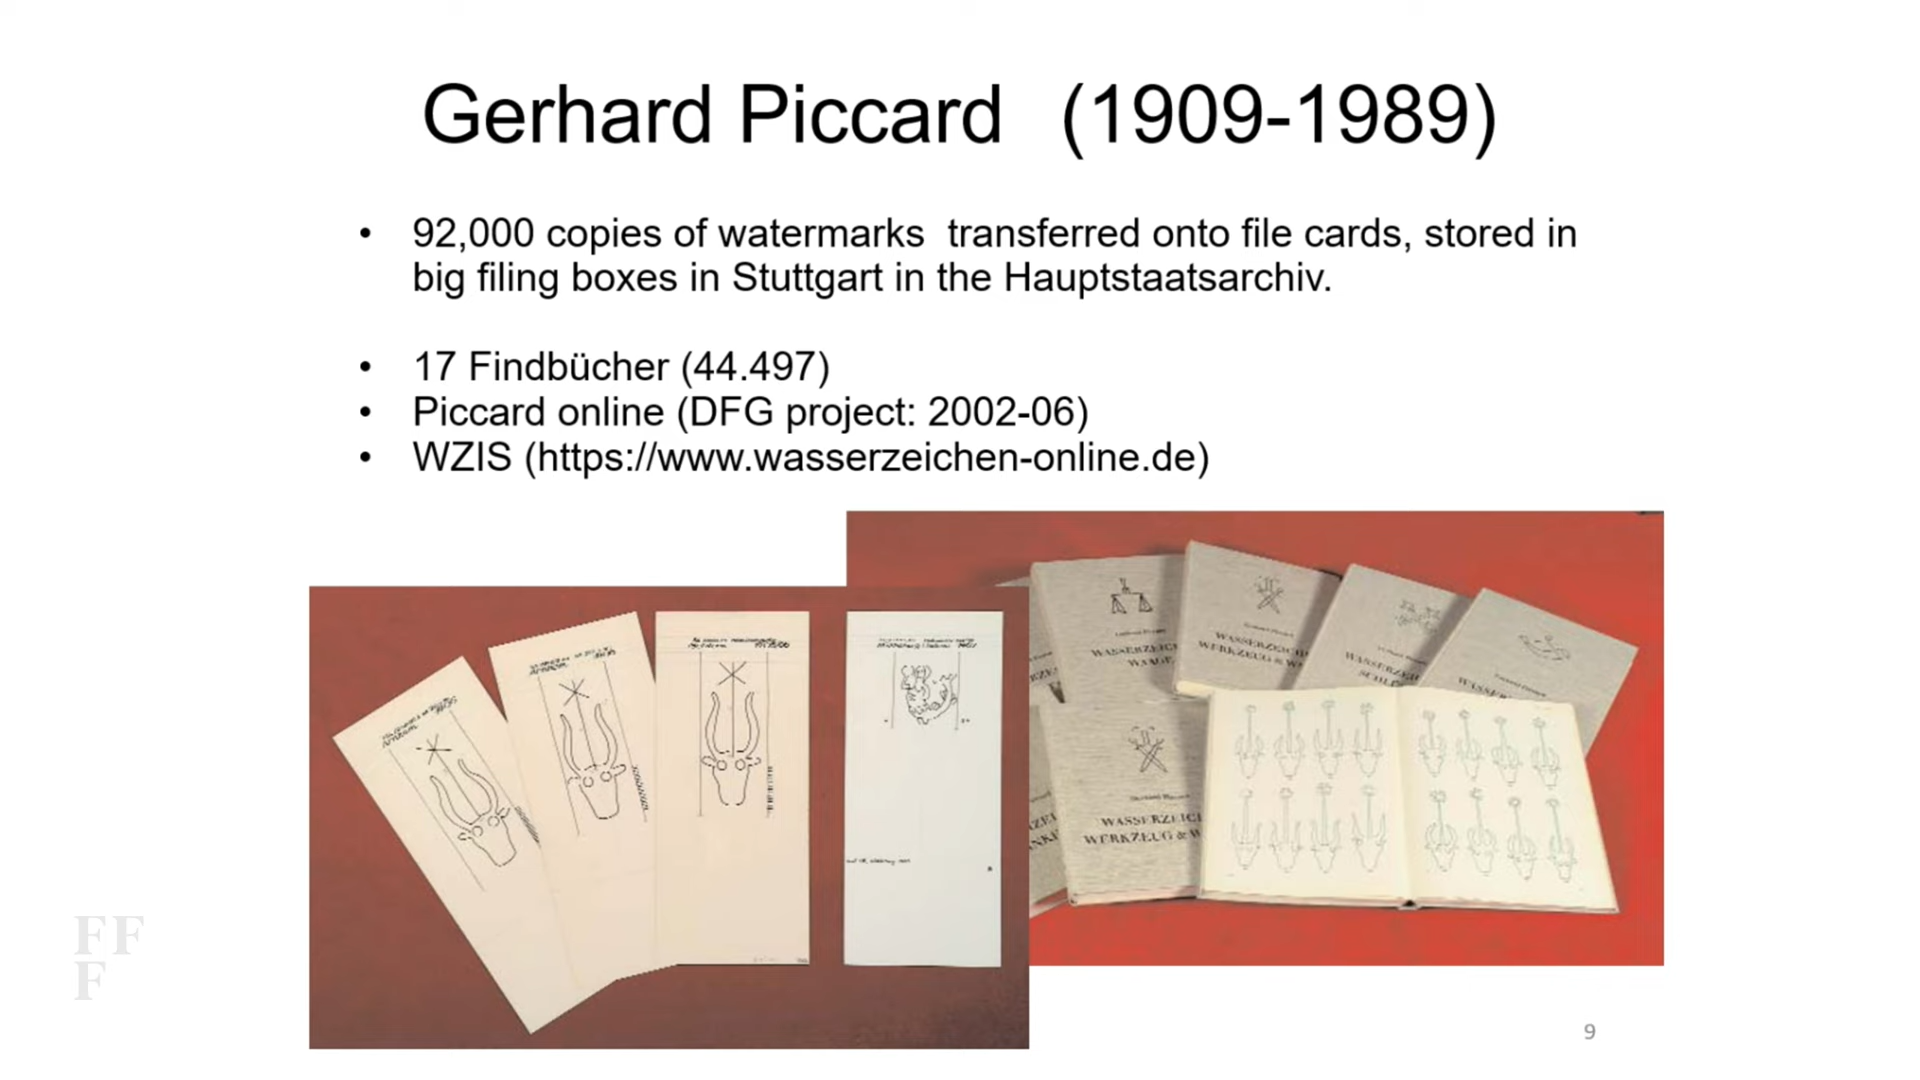 Gerhard Piccard (1909-1989)
• 92,000 copies of watermarks transferred onto file cards, stored in
big filing boxes in Stuttgart in the Hauptstaatsarchiv.
• 17 Findbücher (44.497)
• Piccard online (DFG project: 2002-06)
• WZIS (https://www.wasserzeichen-online.de)
WAAGE
WERKZEUG &
WASSERZEICH
WERKZEUG & W
FF
F
9